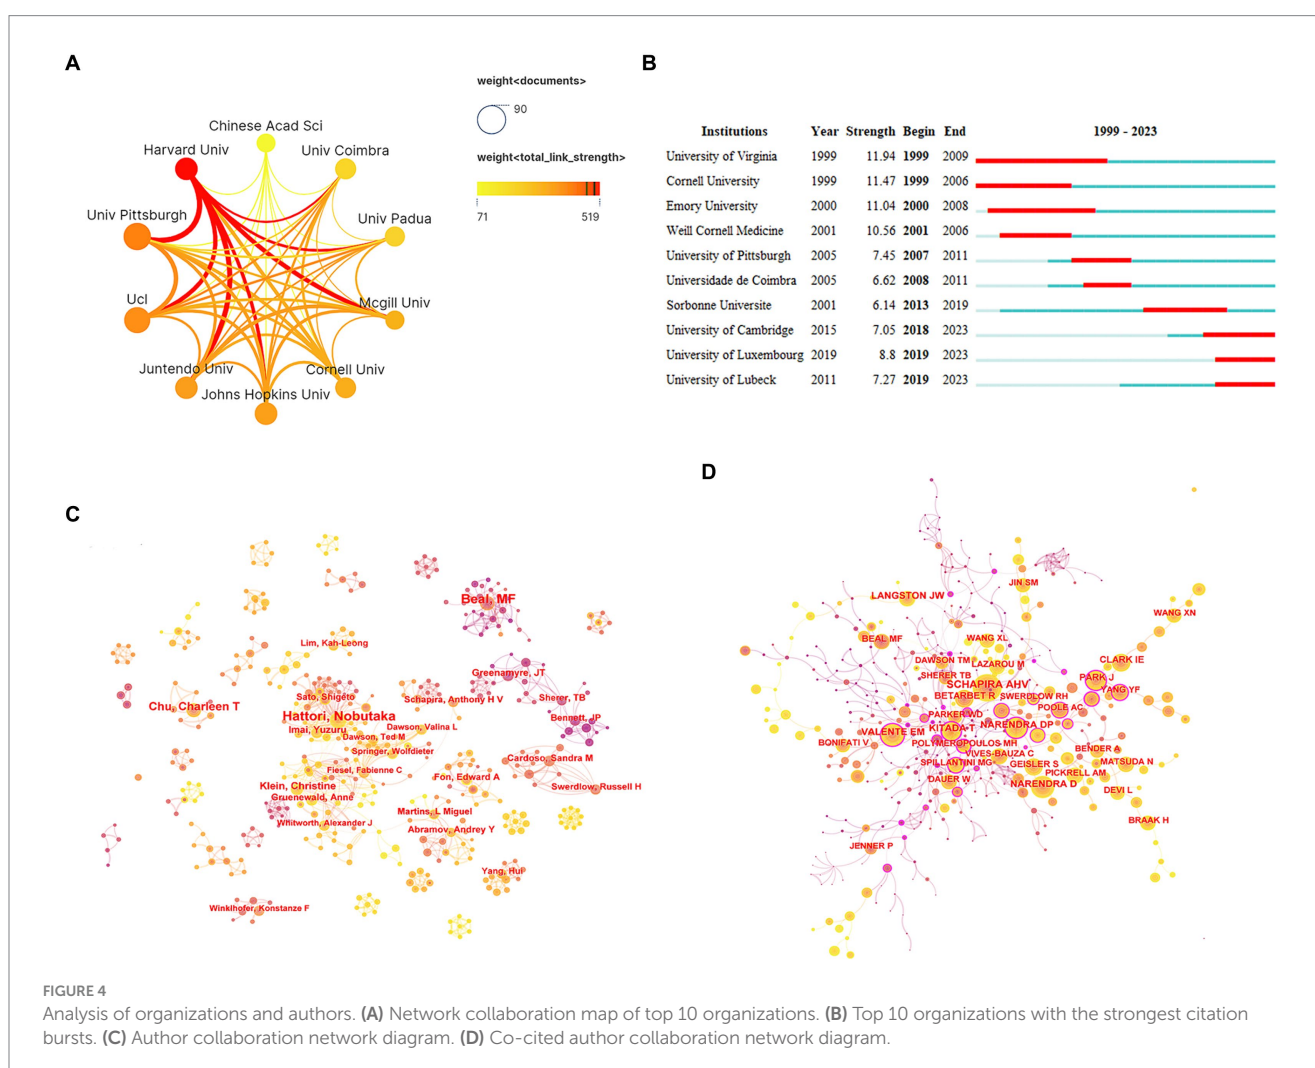 A
weight<documents>
90
weight<total_link_strength>
71
519
Chinese Acad Sci
Harvard Univ
Univ Coimbra
Univ Pittsburgh
Univ Padua
Ucl
Mcgill Univ
Juntendo Univ
Cornell Univ
Johns Hopkins Univ
B
Institutions Year Strength Begin End 1999 - 2023
University of Virginia 1999 11.94 1999 2009
Cornell University 1999 11.47 1999 2006
Emory University 2000 11.04 2000 2008
Weill Cornell Medicine 2001 10.56 2001 2006
University of Pittsburgh 2005 7.45 2007 2011
Universidade de Coimbra 2005 6.62 2008 2011
Sorbonne Universite 2001 6.14 2013 2019
University of Cambridge 2015 7.05 2018 2023
University of Luxembourg 2019 8.8 2019 2023
University of Lubeck 2011 7.27 2019 2023
C
Beal, MF
Lim, Kah-Leong
Greenamyre, JT
Sato, Shigeto
Schapira, Anthony H V
Sherer, TB
Chu, Charleen T
Hattori, Nobutaka
Bennett, JP
Imai, Yuzuru
Dawson, Valina L
Dawson, Ted M
Springer, Wolfdieter
Cardoso, Sandra M
Fiesel, Fabienne C
Fon, Edward A
Klein, Christine
Swerdlow, Russell H
Gruenewald, Anne
Martins, L Miguel
Whitworth, Alexander J
Abramov, Andrey Y
Yang, Hui
Winklhofer, Konstanze F
D
JIN SM
LANGSTON JW
WANG XN
BEAL MF
WANG XL
DAWSON TM
LAZAROU M
CLARK IE
SHERER TB
PARK J
SCHAPIRA AHV
YANG YF
BETARBET R
SWERDLOW RH
POOLE AC
PARKER WD
NARENDRA DP
VALENTE EM
KITADA T
BONIFATI V
POLYMEROPOULOS MH
VIVES-BAUZA C
BENDER A
SPILLANTINI MG
GEISLER S
MATSUDA N
PICKRELL AM
DAUER W
NARENDRA D
DEVI L
BRAAK H
JENNER P
FIGURE 4
Analysis of organizations and authors. (A) Network collaboration map of top 10 organizations. (B) Top 10 organizations with the strongest citation
bursts. (C) Author collaboration network diagram. (D) Co-cited author collaboration network diagram.